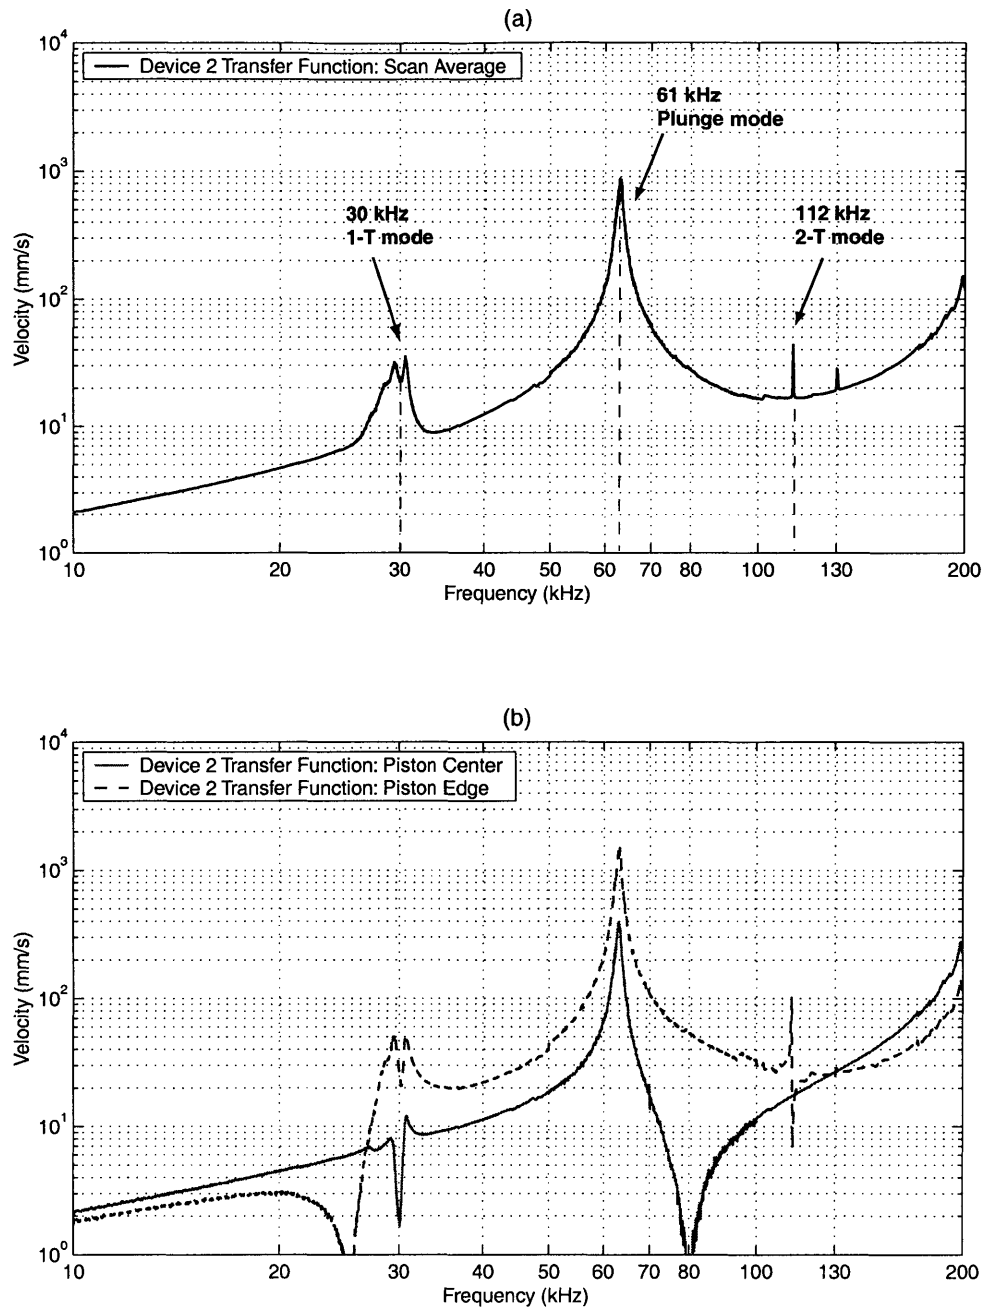 (a)
10^4
Device 2 Transfer Function: Scan Average
61 kHz
Plunge mode
10^3
30 kHz
1-T mode
112 kHz
2-T mode
Velocity (mm/s)
10^2
10^1
10^0
10 20 30 40 50 60 70 80 100 130 200
Frequency (kHz)
(b)
10^4
Device 2 Transfer Function: Piston Center
Device 2 Transfer Function: Piston Edge
10^3
Velocity (mm/s)
10^2
10^1
10^0
10 20 30 40 50 60 70 80 100 130 200
Frequency (kHz)